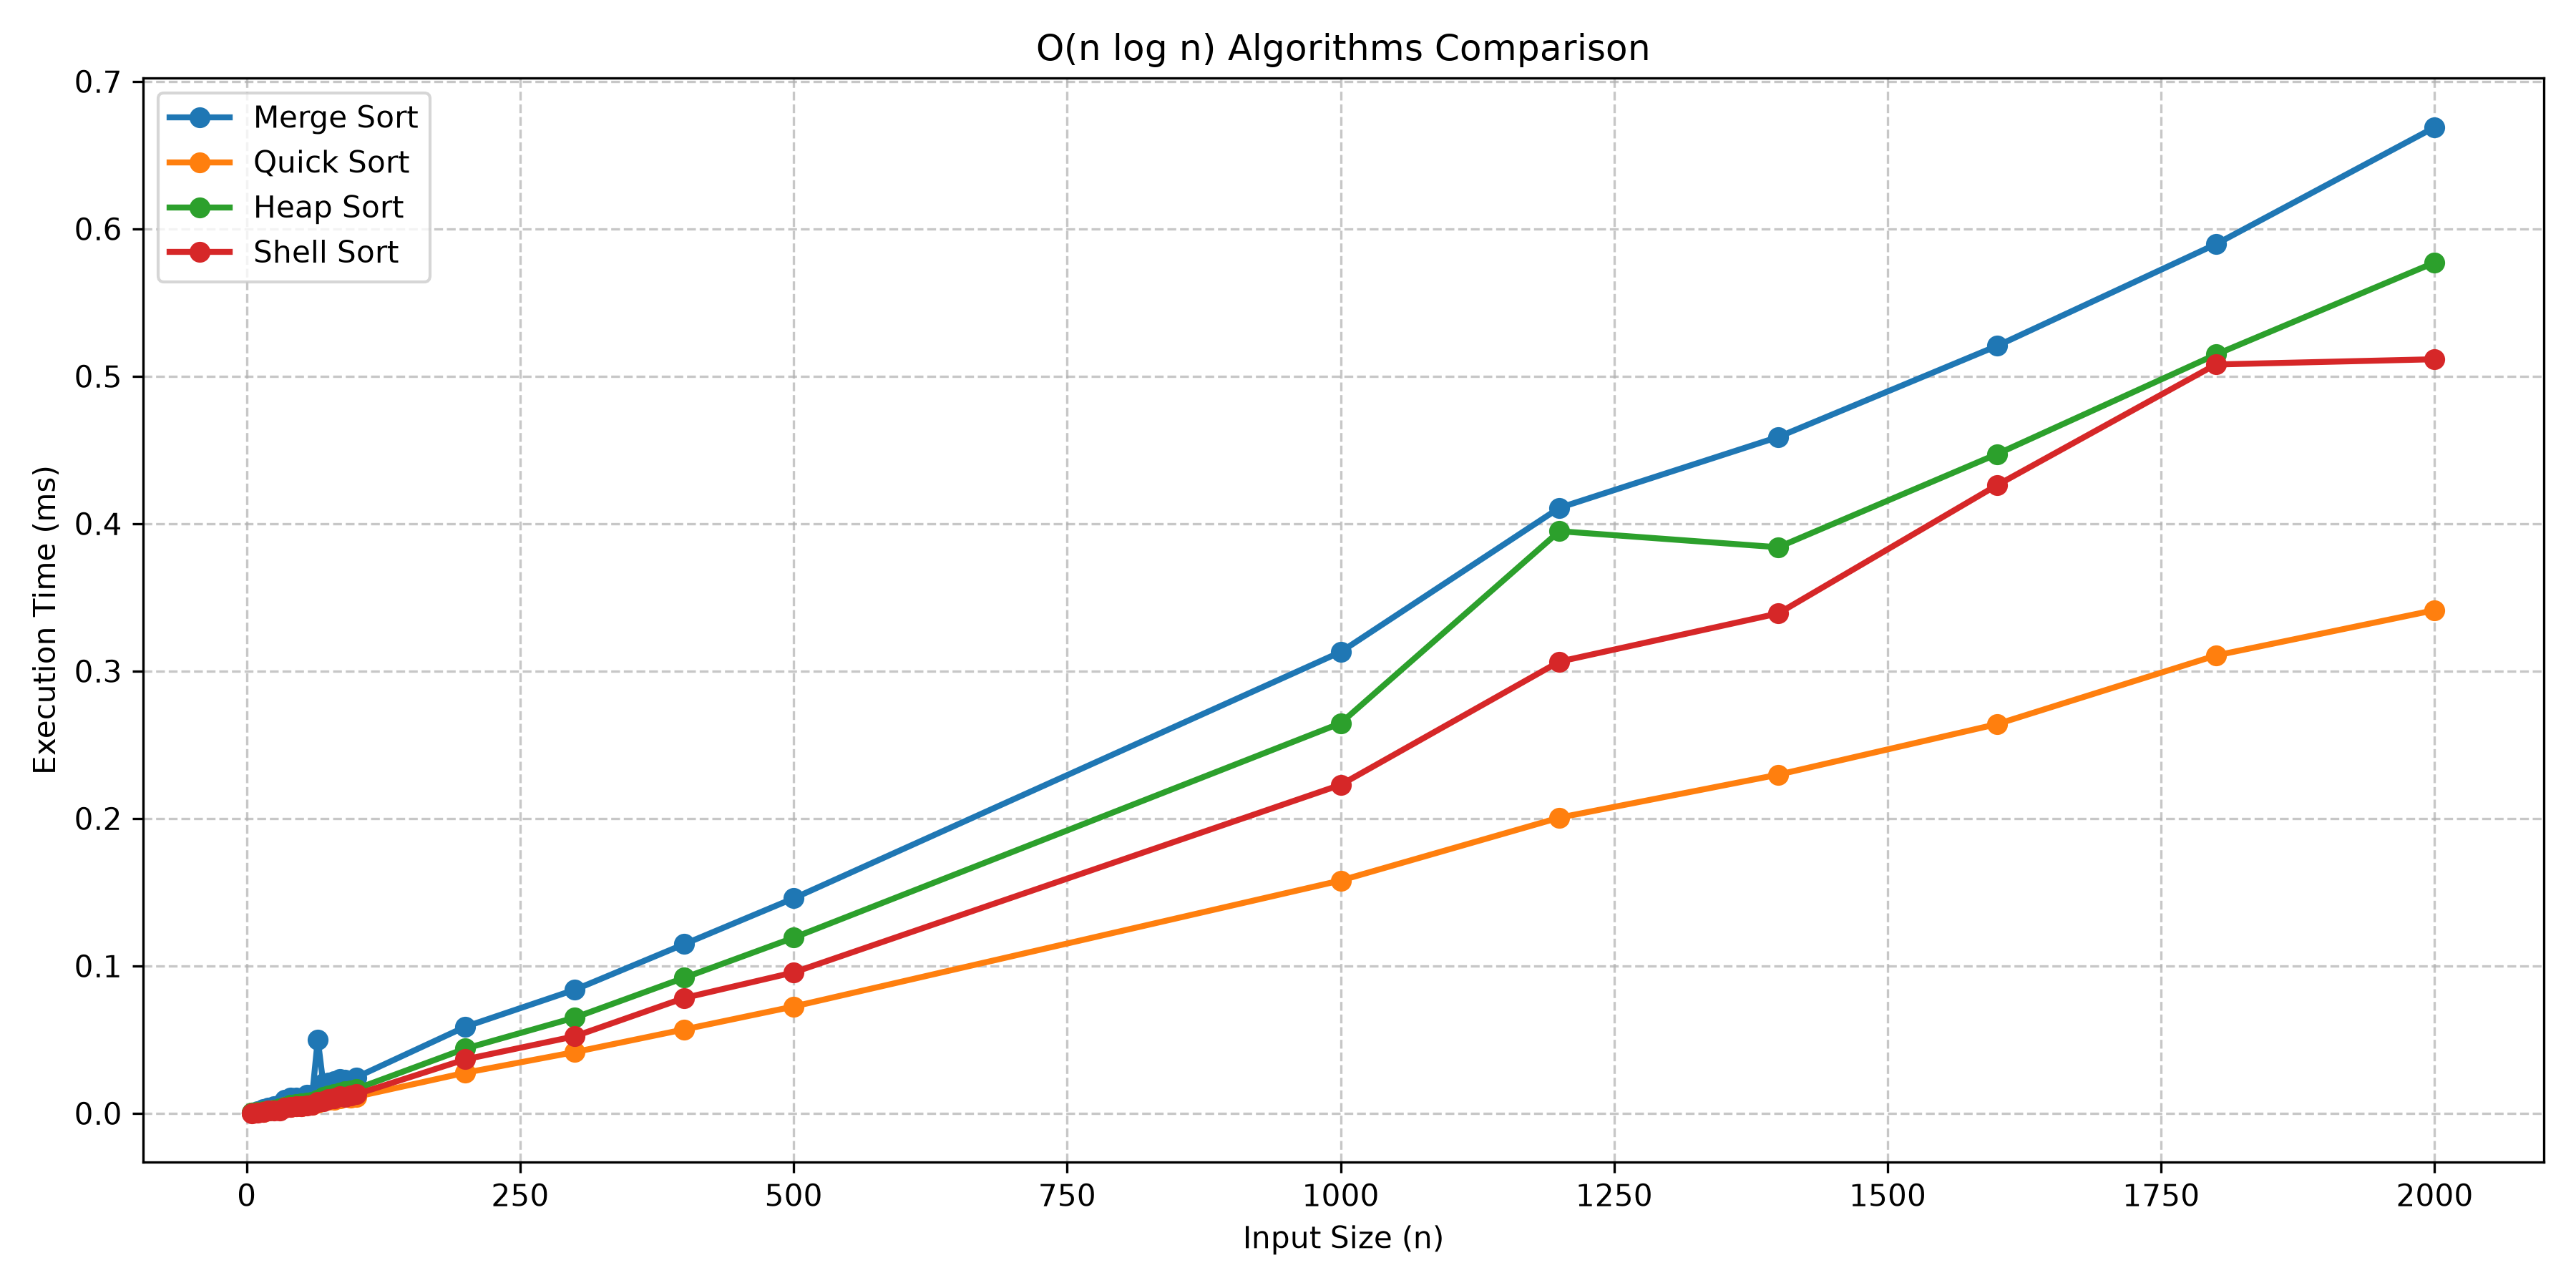 O(n log n) Algorithms Comparison
Merge Sort
Quick Sort
Heap Sort
Shell Sort
Execution Time (ms)
0.7
0.6
0.5
0.4
0.3
0.2
0.1
0.0
0 250 500 750 1000 1250 1500 1750 2000
Input Size (n)